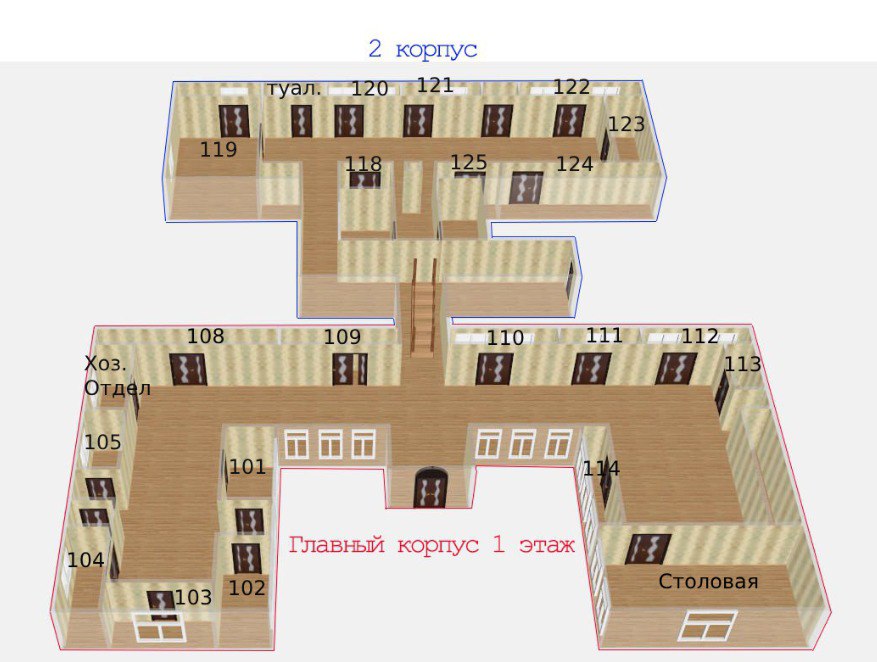 2 корпус
туал. 120 121 122
123
119
118 125 124
108 109 110 111 112
Хоз.
Отдел
113
105
101 114
Главный корпус 1 этаж
104
103 102
Столовая